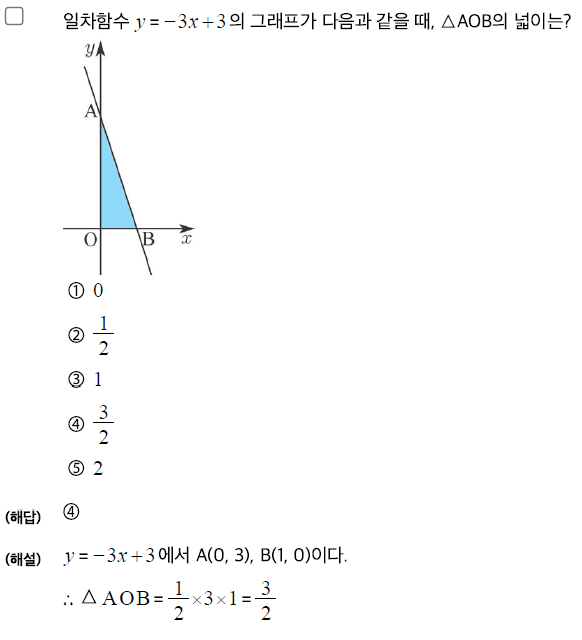 일차함수 y = −3x + 3의 그래프가 다음과 같을 때, △AOB의 넓이는?
y
A
O
B
x
① 0
② 1/2
③ 1
④ 3/2
⑤ 2
(해답) ④
(해설) y = −3x + 3에서 A(0, 3), B(1, 0)이다.
∴ △AOB = 1/2 × 3 × 1 = 3/2